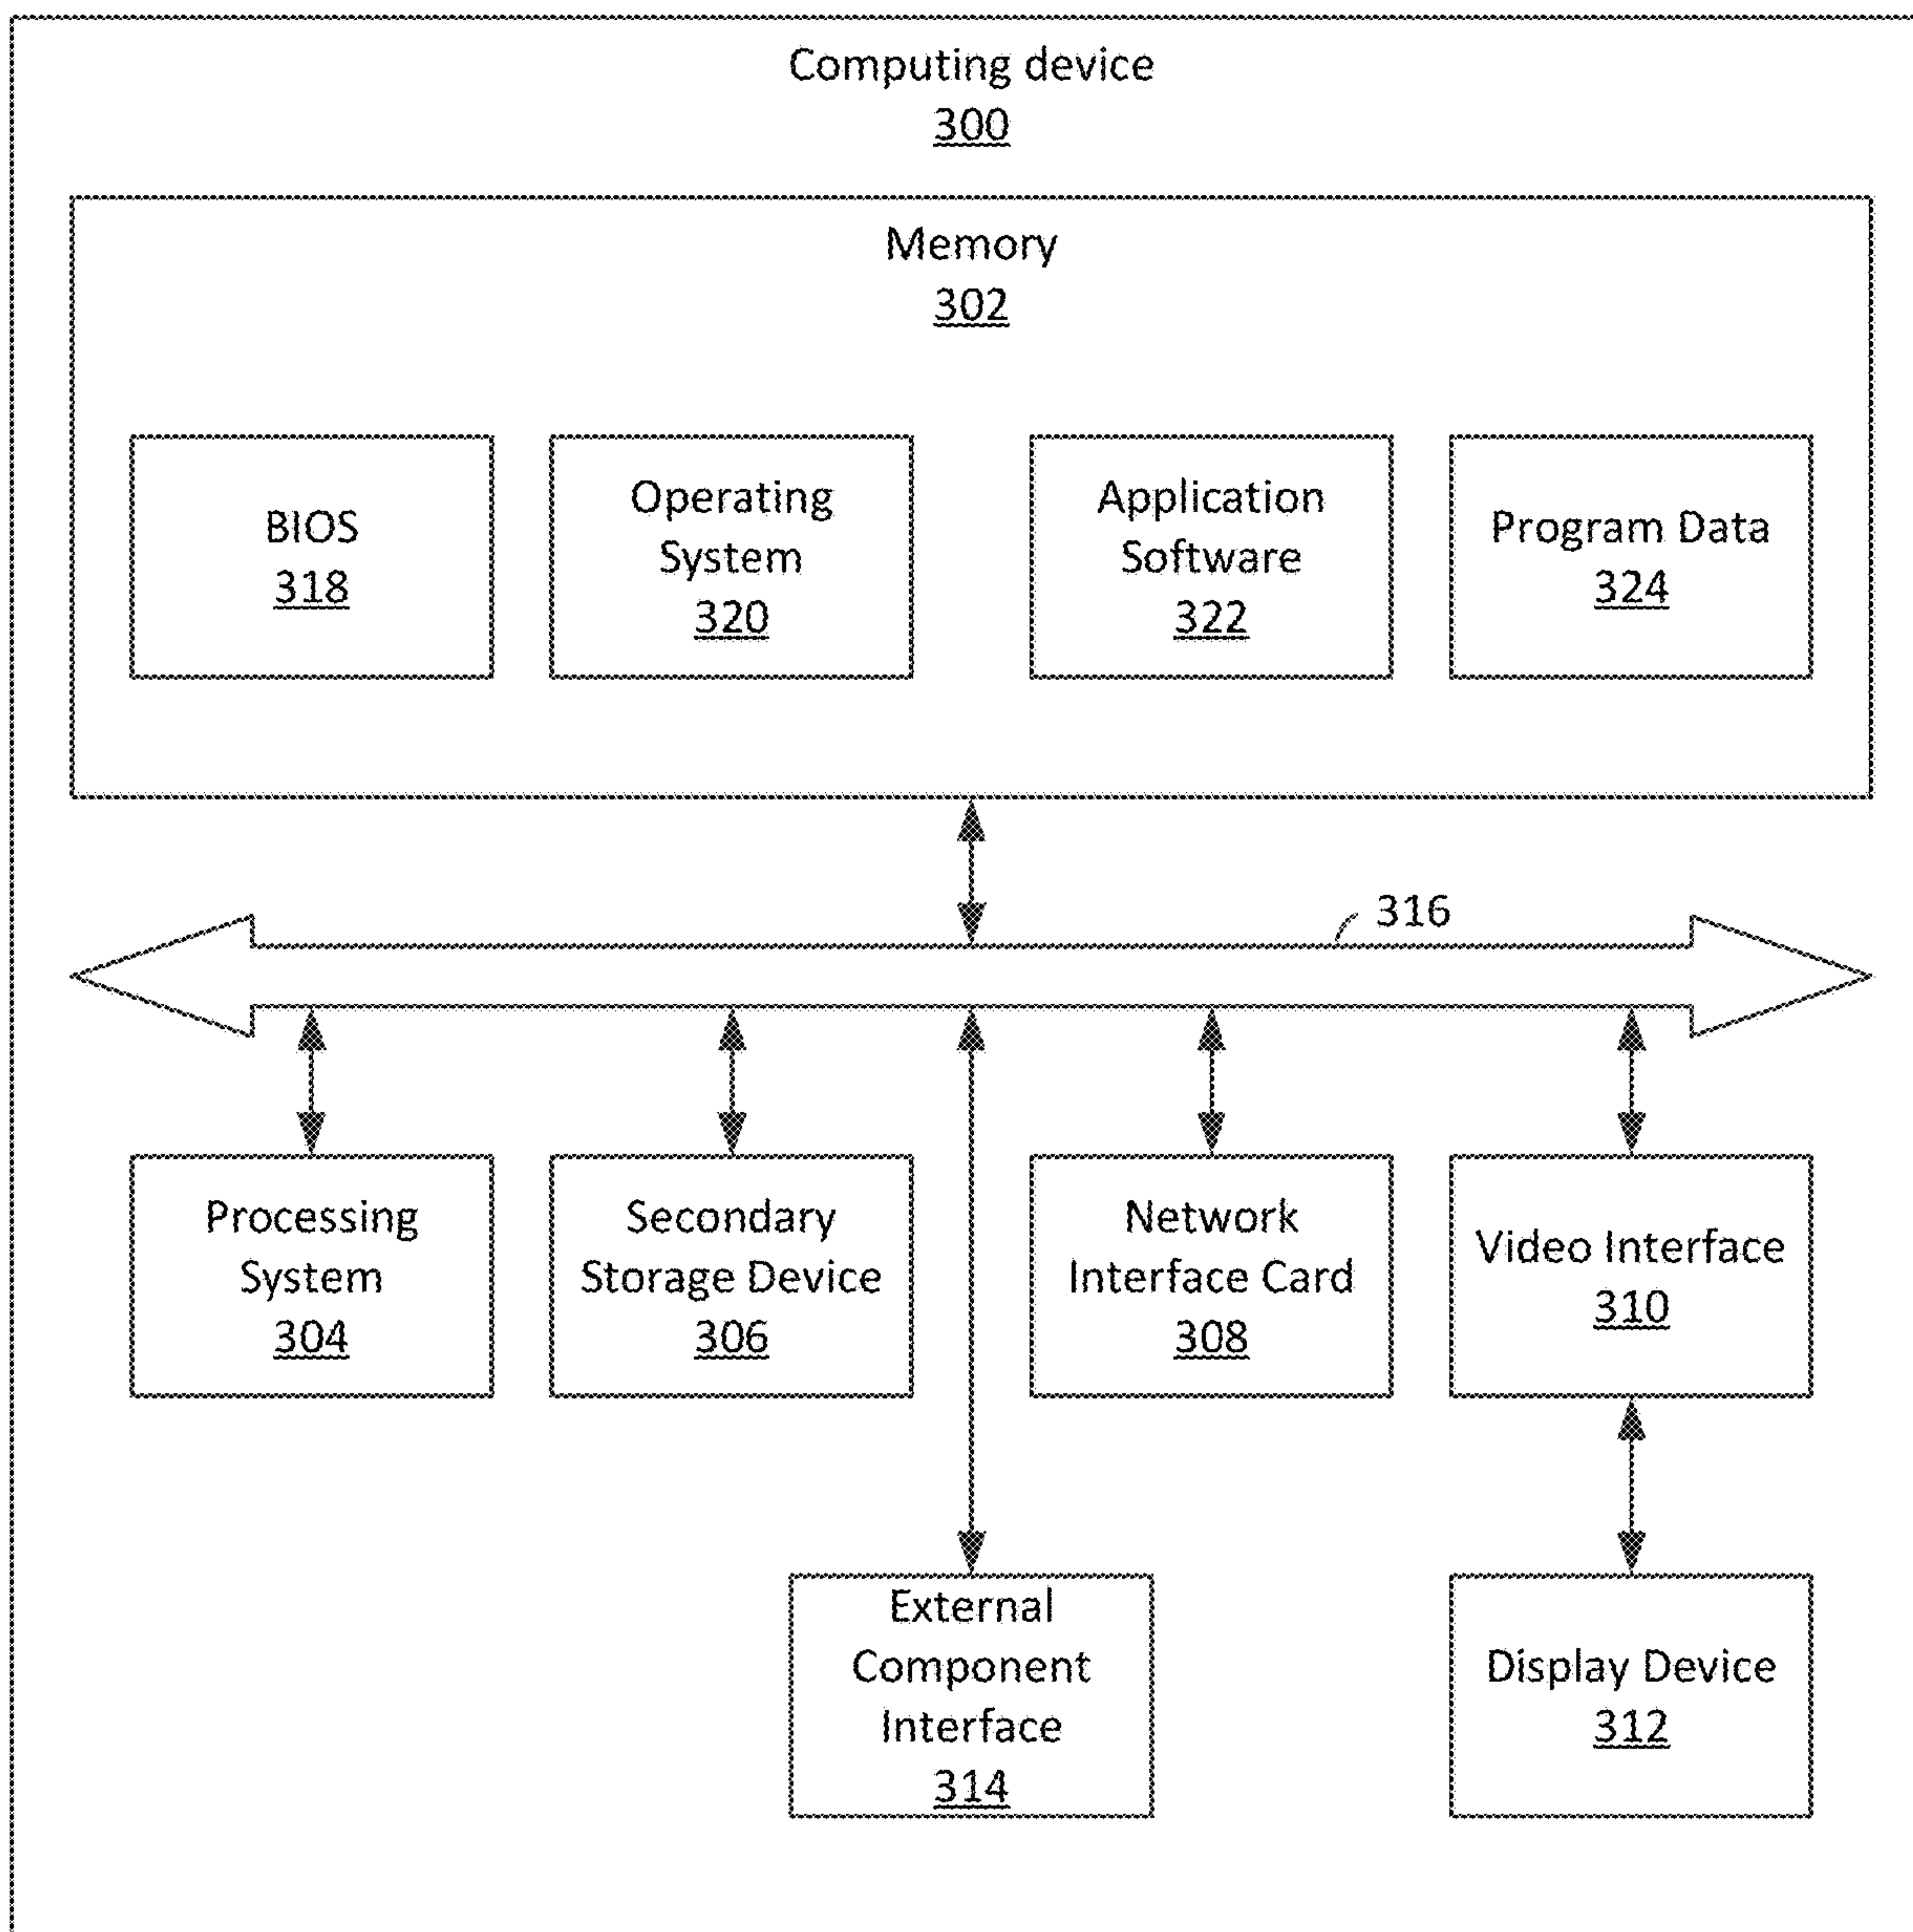 Computing device
300
Memory
302
BIOS
318
Operating
System
320
Application
Software
322
Program Data
324
316
Processing
System
304
Secondary
Storage Device
306
Network
Interface Card
308
Video Interface
310
External
Component
Interface
314
Display Device
312